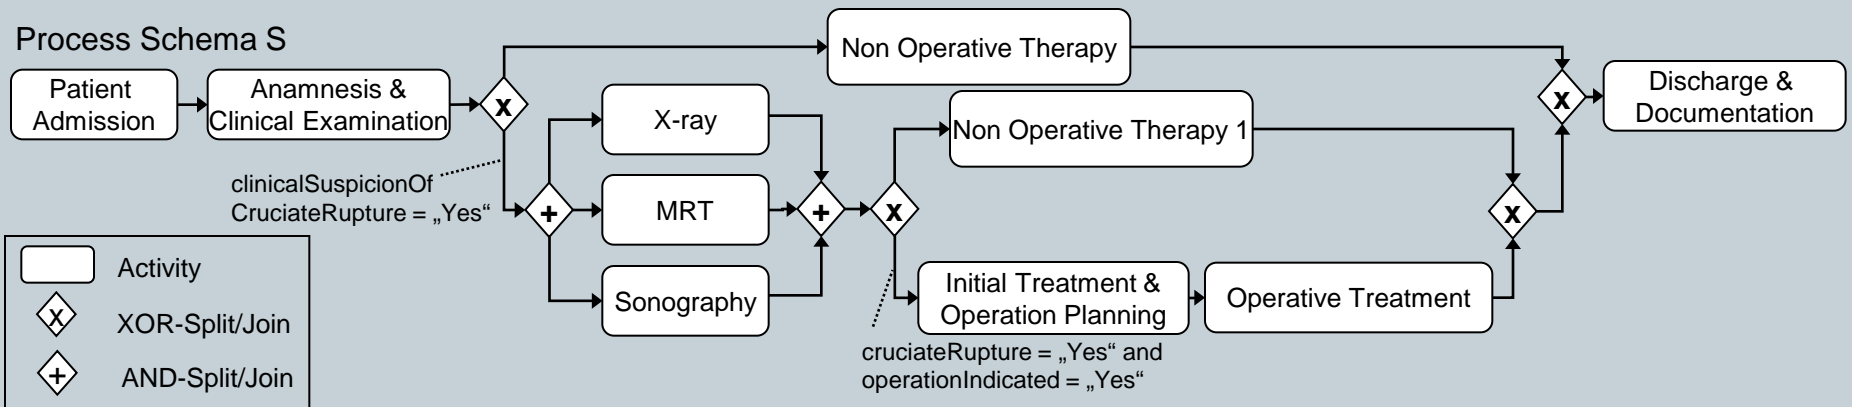 Process Schema S
Patient
Admission
Anamnesis &
Clinical Examination
x
Non Operative Therapy
x
Discharge &
Documentation
clinicalSuspicionOf
CruciateRupture = „Yes“
+
X-ray
MRT
Sonography
+
x
Non Operative Therapy 1
x
Initial Treatment &
Operation Planning
Operative Treatment
cruciateRupture = „Yes“ and
operationIndicated = „Yes“
Activity
x
XOR-Split/Join
+
AND-Split/Join